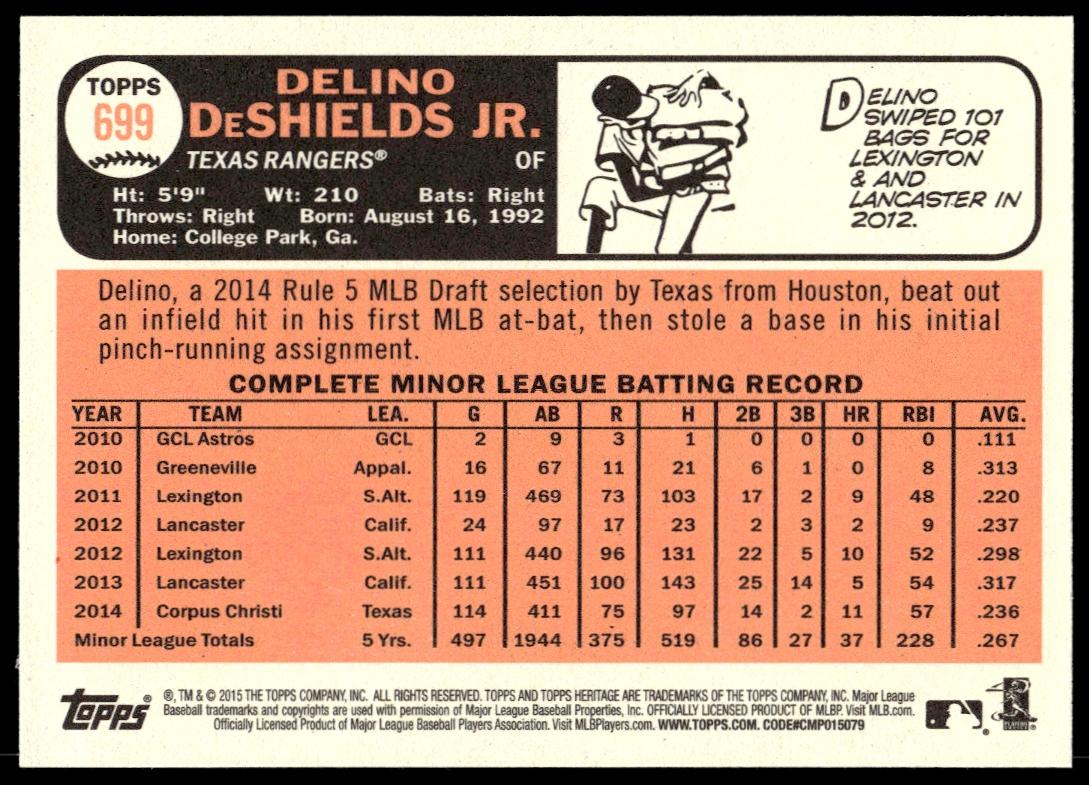 TOPPS
699
DELINO
DeSHIELDS JR.
TEXAS RANGERS® OF
Ht: 5'9" Wt: 210 Bats: Right
Throws: Right Born: August 16, 1992
Home: College Park, Ga.
DELINO
SWIPED 101
BAGS FOR
LEXINGTON
& AND
LANCASTER IN
2012.
Delino, a 2014 Rule 5 MLB Draft selection by Texas from Houston, beat out
an infield hit in his first MLB at-bat, then stole a base in his initial
pinch-running assignment.
COMPLETE MINOR LEAGUE BATTING RECORD
YEAR TEAM LEA. G AB R H 2B 3B HR RBI AVG.
2010 GCL Astros GCL 2 9 3 1 0 0 0 0 .111
2010 Greeneville Appal. 16 67 11 21 6 1 0 8 .313
2011 Lexington S.Alt. 119 469 73 103 17 2 9 48 .220
2012 Lancaster Calif. 24 97 17 23 2 3 2 9 .237
2012 Lexington S.Alt. 111 440 96 131 22 5 10 52 .298
2013 Lancaster Calif. 111 451 100 143 25 14 5 54 .317
2014 Corpus Christi Texas 114 411 75 97 14 2 11 57 .236
Minor League Totals 5 Yrs. 497 1944 375 519 86 27 37 228 .267
Topps®
®, TM & © 2015 THE TOPPS COMPANY, INC. ALL RIGHTS RESERVED. TOPPS AND TOPPS HERITAGE ARE TRADEMARKS OF THE TOPPS COMPANY, INC. Major League
Baseball trademarks and copyrights are used with permission of Major League Baseball Properties, Inc. OFFICIALLY LICENSED PRODUCT OF MLBP. Visit MLB.com.
Officially Licensed Product of Major League Baseball Players Association. Visit MLBPlayers.com. WWW.TOPPS.COM. CODE#CMP015079